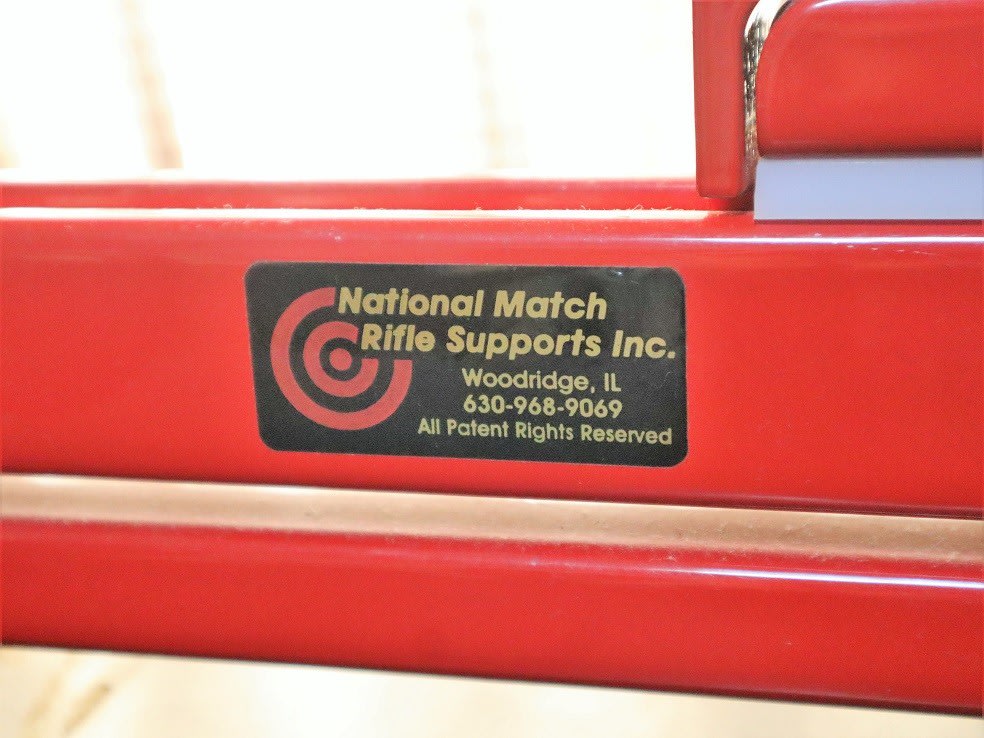 National Match
Rifle Supports Inc.
Woodridge, IL
630-968-9069
All Patent Rights Reserved